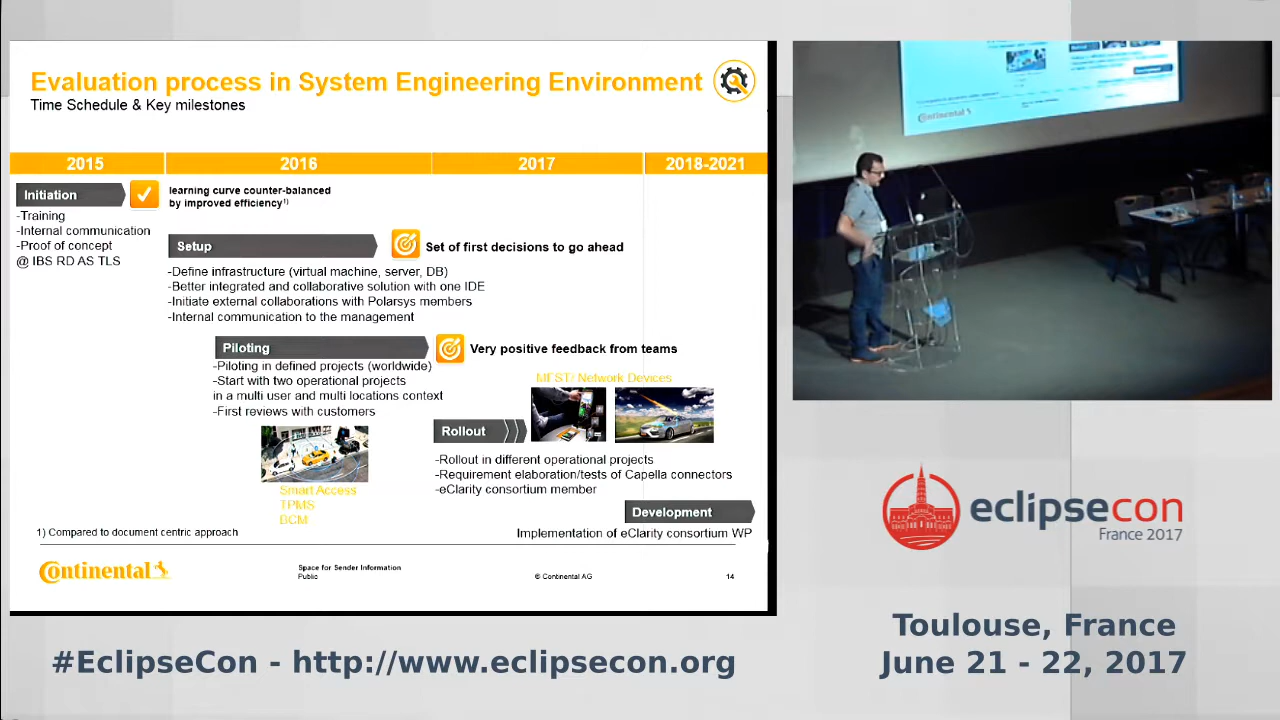 Evaluation process in System Engineering Environment
Time Schedule & Key milestones
2015 2016 2017 2018-2021
Initiation
-Training
-Internal communication
-Proof of concept
@ IBS RD AS TLS
learning curve counter-balanced
by improved efficiency1)
Setup
Set of first decisions to go ahead
-Define infrastructure (virtual machine, server, DB)
-Better integrated and collaborative solution with one IDE
-Initiate external collaborations with Polarsys members
-Internal communication to the management
Piloting
Very positive feedback from teams
-Piloting in defined projects (worldwide)
-Start with two operational projects
in a multi user and multi locations context
-First reviews with customers
Smart Access
TPMS
BCM
Network Devices
Rollout
-Rollout in different operational projects
-Requirement elaboration/tests of Capella connectors
-eClarity consortium member
Development
Implementation of eClarity consortium WP
1) Compared to document centric approach
Continental
Space for Sender Information
Public
© Continental AG
14
Continental
eclipsecon
France 2017
Toulouse, France
June 21 - 22, 2017
#EclipseCon - http://www.eclipsecon.org